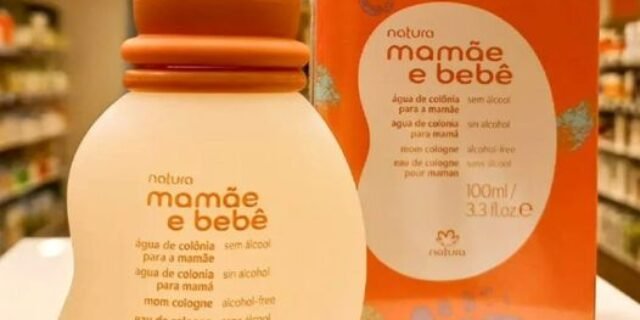 natura
mamãe
e bebê
água de colônia sem álcool
para a mamãe
agua de colonia sin alcohol
para mamá
mom cologne alcohol-free
natura
mamãe
e bebê
água de colônia sem álcool
para a mamãe
agua de colonia sin alcohol
para mamá
mom cologne alcohol-free
eau de cologne sans álcool
pour maman
100ml/
3.3 fl.oz.e
natura